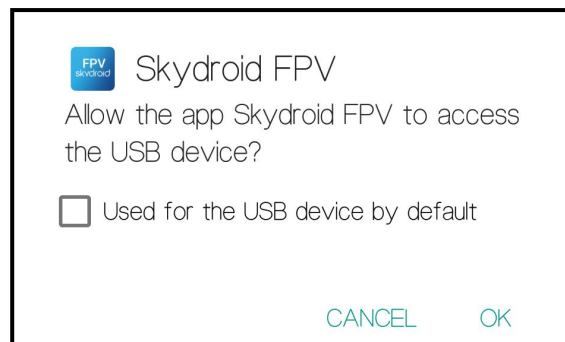 FPV
skydroid
Skydroid FPV
Allow the app Skydroid FPV to access
the USB device?
Used for the USB device by default
CANCEL OK